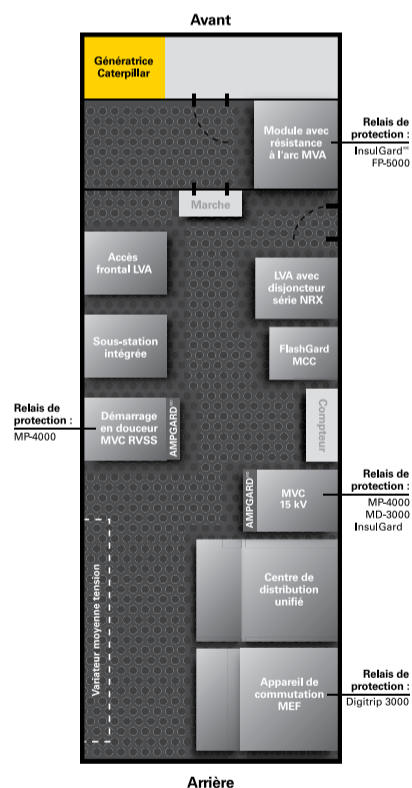 Avant
Génératrice
Caterpillar
Module avec
résistance
à l'arc MVA
Relais de
protection :
InsulGardMC
FP-5000
Marche
Accès
frontal LVA
LVA avec
disjoncteur
série NRX
Sous-station
intégrée
FlashGard
MCC
Relais de
protection :
MP-4000
Démarrage
en douceur
MVC RVSS
AMPGARDMC
Compteur
AMPGARDMC
MVC
15 kV
Relais de
protection :
MP-4000
MD-3000
InsulGard
Variateur moyenne tension
Centre de
distribution
unifié
Appareil de
commutation
MEF
Relais de
protection :
Digitrip 3000
Arrière